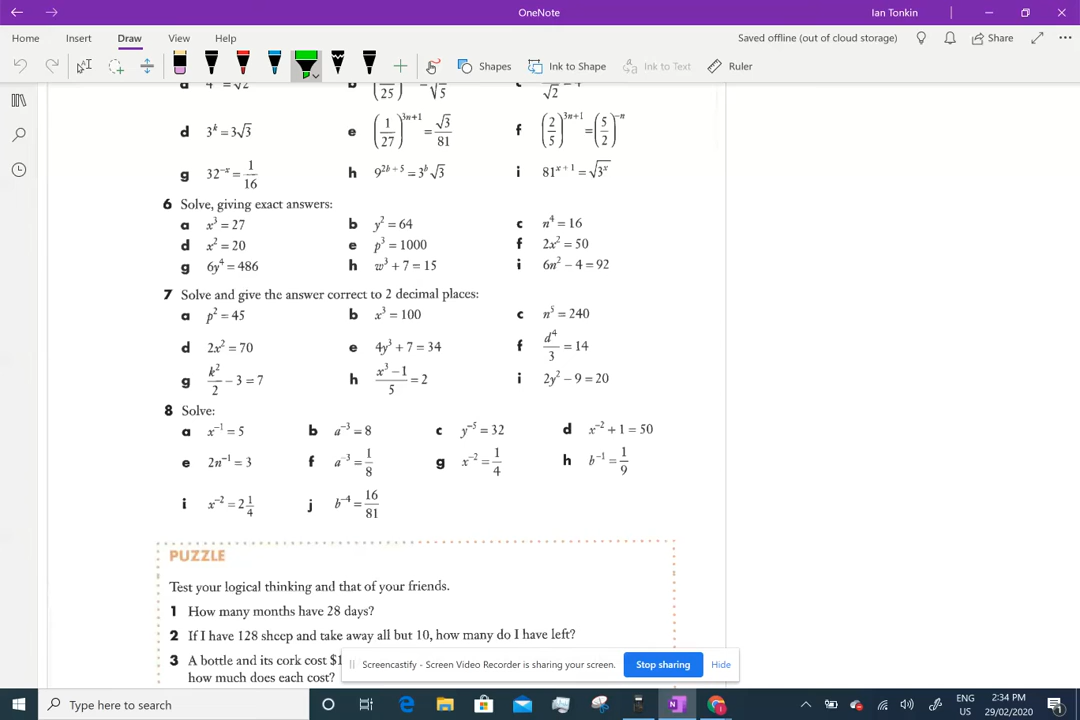 OneNote
Ian Tonkin
Home Insert Draw View Help
Saved offline (out of cloud storage)
Share
Shapes
Ink to Shape
Ink to Text
Ruler
d 3^k = 3√3 e (1/27)^(3n+1) = √3/81 f (2/5)^(3n+1) = (5/2)^(−n)
g 32^(−x) = 1/16 h 9^(2b+5) = 3^b √3 i 81^(x+1) = √(3^x)
6 Solve, giving exact answers:
a x³ = 27 b y² = 64 c n⁴ = 16
d x² = 20 e p³ = 1000 f 2x² = 50
g 6y⁴ = 486 h w³ + 7 = 15 i 6n² − 4 = 92
7 Solve and give the answer correct to 2 decimal places:
a p² = 45 b x³ = 100 c n⁵ = 240
d 2x² = 70 e 4y³ + 7 = 34 f d⁴/3 = 14
g k²/2 − 3 = 7 h (x³ − 1)/5 = 2 i 2y² − 9 = 20
8 Solve:
a x⁻¹ = 5 b a⁻³ = 8 c y⁻⁵ = 32 d x⁻² + 1 = 50
e 2n⁻¹ = 3 f a⁻³ = 1/8 g x⁻² = 1/4 h b⁻¹ = 1/9
i x⁻² = 2 1/4 j b⁻⁴ = 16/81
PUZZLE
Test your logical thinking and that of your friends.
1 How many months have 28 days?
2 If I have 128 sheep and take away all but 10, how many do I have left?
3 A bottle and its cork cost $1
how much does each cost?
Screencastify - Screen Video Recorder is sharing your screen.
Stop sharing
Hide
Type here to search
ENG
US
2:34 PM
29/02/2020